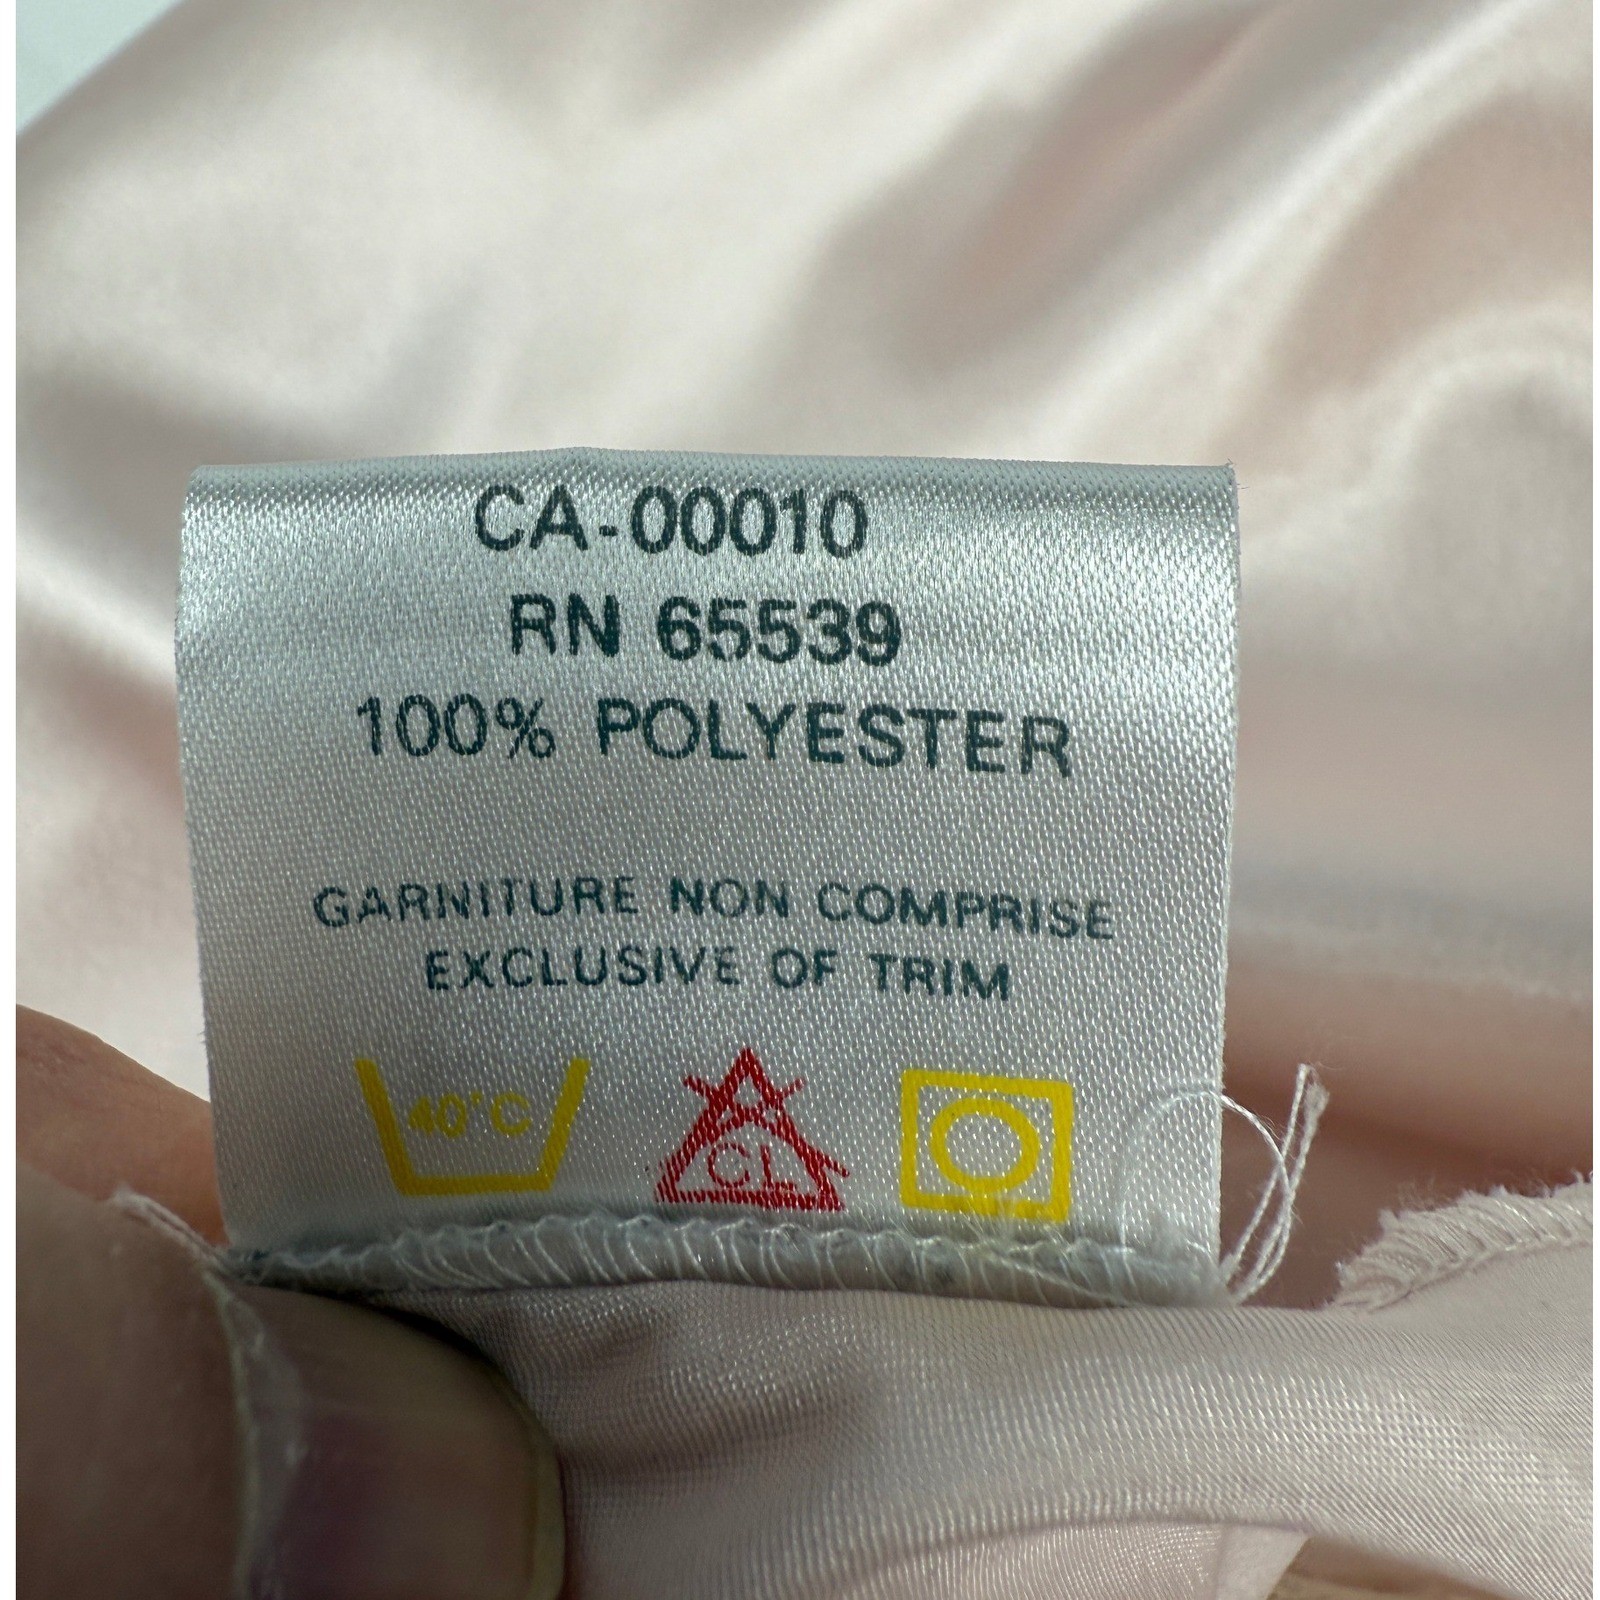 CA-00010
RN 65539
100% POLYESTER
GARNITURE NON COMPRISE
EXCLUSIVE OF TRIM
40°C
CL